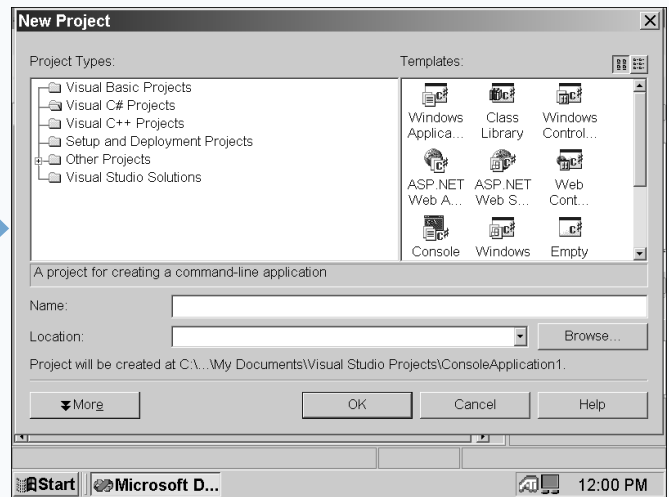 New Project
Project Types:
Templates:
Visual Basic Projects
Visual C# Projects
Visual C++ Projects
Setup and Deployment Projects
Other Projects
Visual Studio Solutions
Windows Applica...
Class Library
Windows Control...
ASP.NET Web A...
ASP.NET Web S...
Web Cont...
Console
Windows
Empty
A project for creating a command-line application
Name:
Location:
Browse...
Project will be created at C:\...\My Documents\Visual Studio Projects\ConsoleApplication1.
More
OK
Cancel
Help
Start
Microsoft D...
12:00 PM